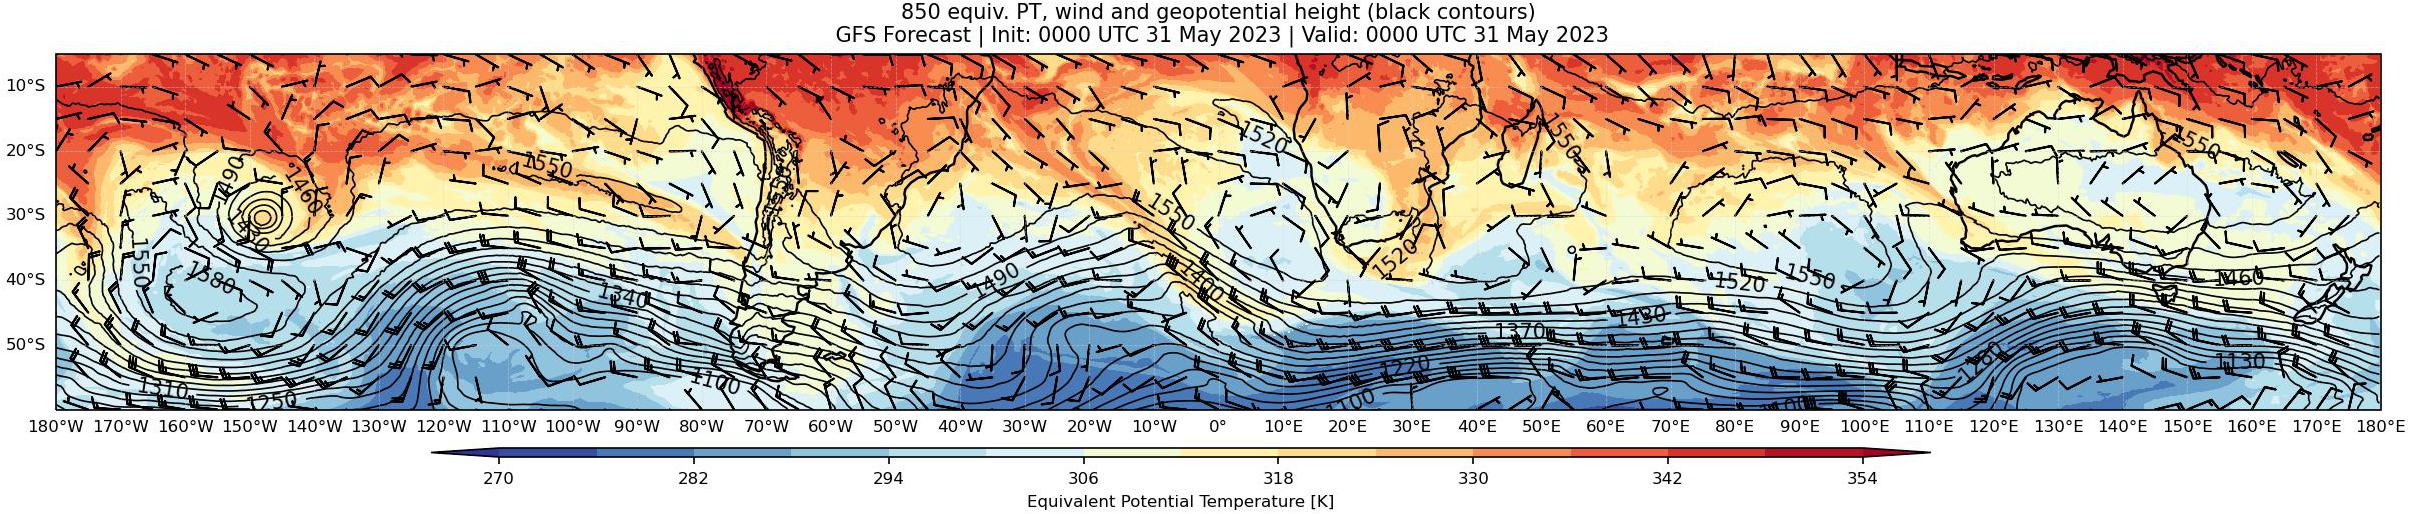 850 equiv. PT, wind and geopotential height (black contours)
GFS Forecast | Init: 0000 UTC 31 May 2023 | Valid: 0000 UTC 31 May 2023
10°S
20°S
30°S
40°S
50°S
1490
1460
1550
1580
1310
1250
1550
1340
1100
1490
1550
1400
1520
1520
1550
1370
1430
1220
1100
1520
1550
1550
1460
1130
180°W 170°W 160°W 150°W 140°W 130°W 120°W 110°W 100°W 90°W 80°W 70°W 60°W 50°W 40°W 30°W 20°W 10°W 0° 10°E 20°E 30°E 40°E 50°E 60°E 70°E 80°E 90°E 100°E 110°E 120°E 130°E 140°E 150°E 160°E 170°E 180°E
270 282 294 306 318 330 342 354
Equivalent Potential Temperature [K]